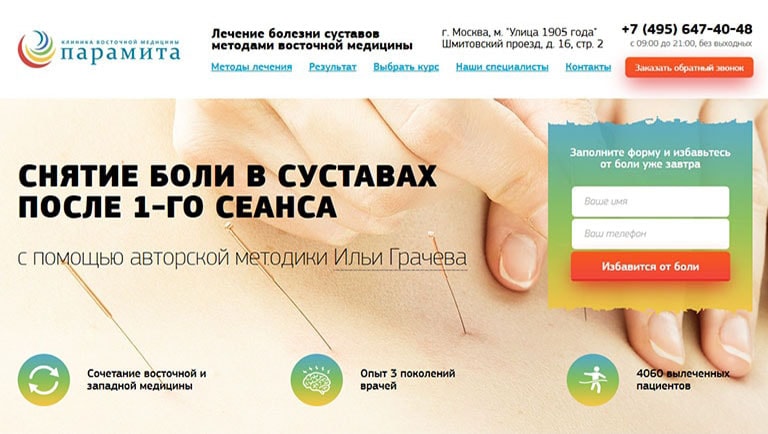 КЛИНИКА ВОСТОЧНОЙ МЕДИЦИНЫ
парамита
Лечение болезни суставов
методами восточной медицины
г. Москва, м. "Улица 1905 года"
Шмитовский проезд, д. 16, стр. 2
+7 (495) 647-40-48
с 09:00 до 21:00, без выходных
Методы лечения
Результат
Выбрать курс
Наши специалисты
Контакты
Заказать обратный звонок
СНЯТИЕ БОЛИ В СУСТАВАХ
ПОСЛЕ 1-ГО СЕАНСА
с помощью авторской методики Ильи Грачева
Заполните форму и избавьтесь
от боли уже завтра
Ваше имя
Ваш телефон
Избавится от боли
Сочетание восточной и
западной медицины
Опыт 3 поколений
врачей
4060 вылеченных
пациентов